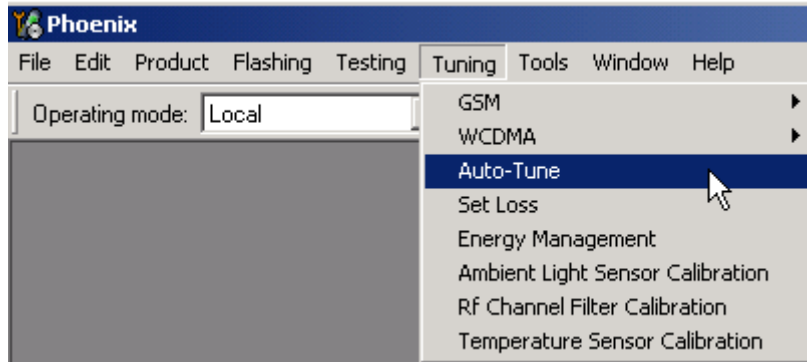 Phoenix
File Edit Product Flashing Testing Tuning Tools Window Help
Operating mode: Local
GSM
WCDMA
Auto-Tune
Set Loss
Energy Management
Ambient Light Sensor Calibration
Rf Channel Filter Calibration
Temperature Sensor Calibration